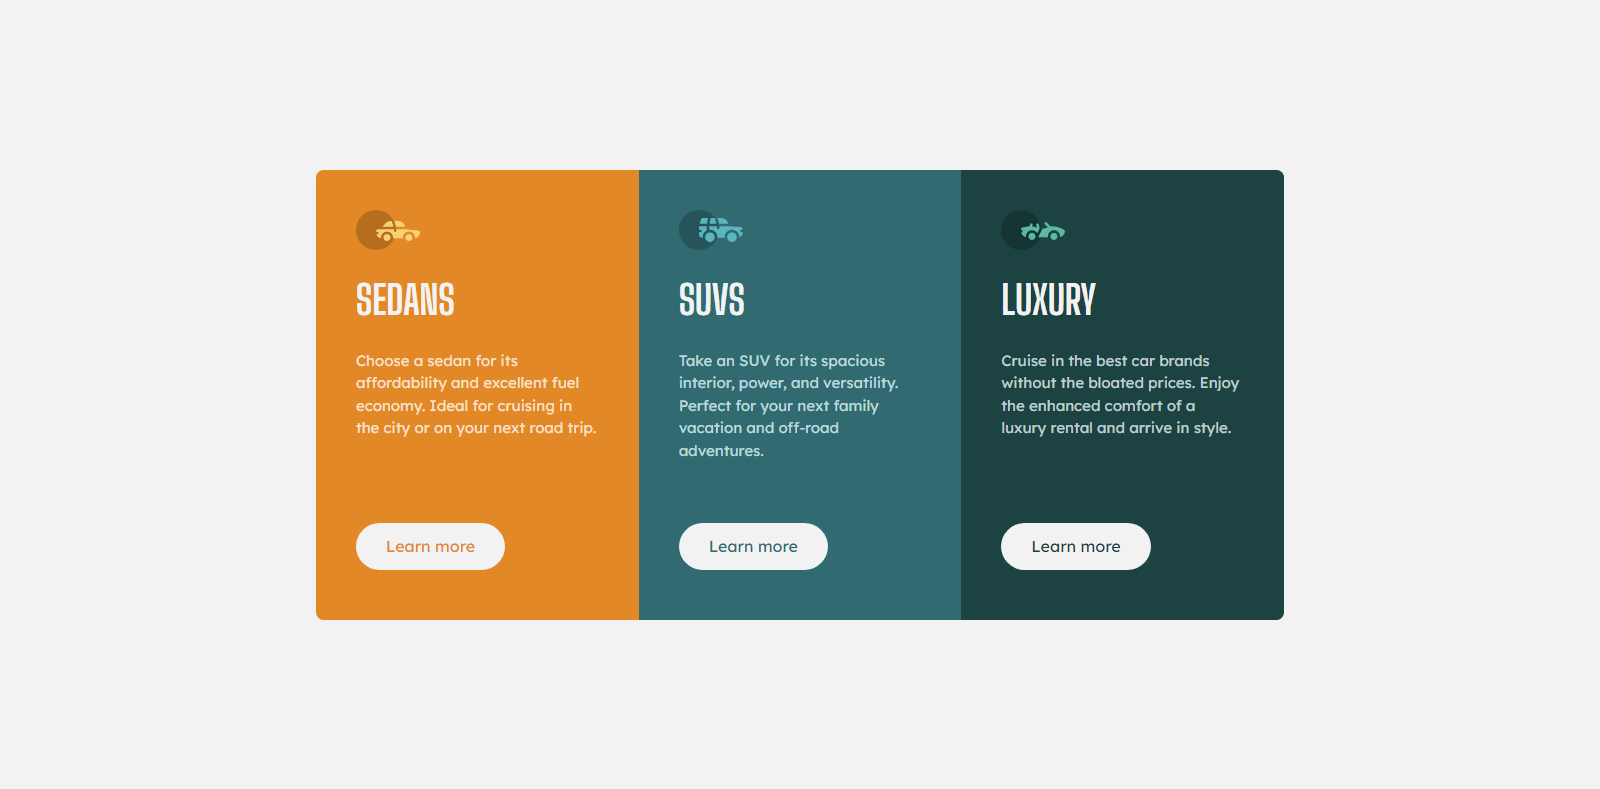 SEDANS
Choose a sedan for its
affordability and excellent fuel
economy. Ideal for cruising in
the city or on your next road trip.
Learn more
SUVS
Take an SUV for its spacious
interior, power, and versatility.
Perfect for your next family
vacation and off-road
adventures.
Learn more
LUXURY
Cruise in the best car brands
without the bloated prices. Enjoy
the enhanced comfort of a
luxury rental and arrive in style.
Learn more